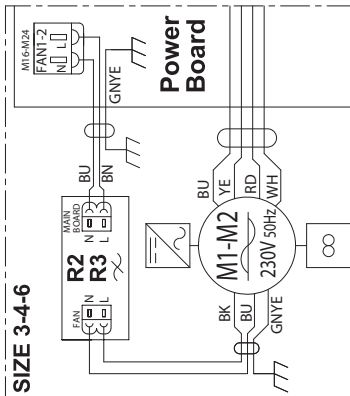 SIZE 3-4-6
M16-M24
FAN1-2
N L
GNYE
Power
Board
BU
BN
MAIN
BOARD
N L
R2
R3
N L
FAN
BU
YE
RD
WH
M1-M2
230V 50Hz
8
BK
BU
GNYE